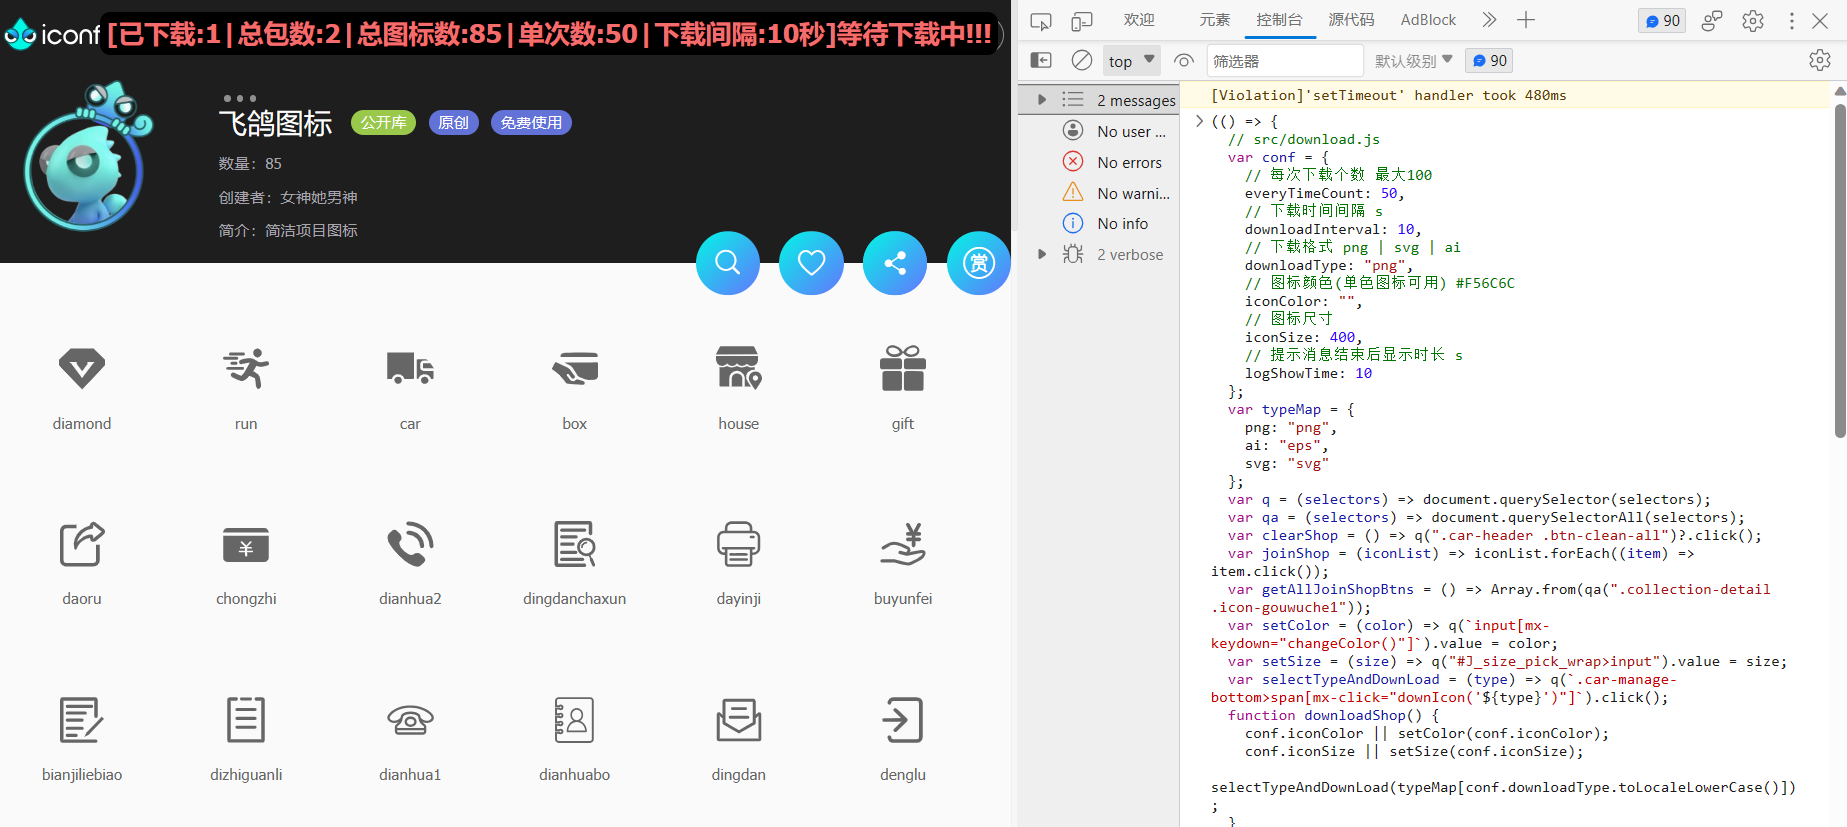 iconf
[已下载:1|总包数:2|总图标数:85|单次数:50|下载间隔:10秒]等待下载中!!!
飞鸽图标
公开库
原创
免费使用
数量：85
创建者：女神她男神
简介：简洁项目图标
赏
diamond
run
car
box
house
gift
daoru
chongzhi
dianhua2
dingdanchaxun
dayinji
buyunfei
bianjiliebiao
dizhiguanli
dianhua1
dianhuabo
dingdan
denglu
欢迎
元素
控制台
源代码
AdBlock
90
top
筛选器
默认级别
90
2 messages
No user ...
No errors
No warni...
No info
2 verbose
[Violation]'setTimeout' handler took 480ms
(() => {
// src/download.js
var conf = {
// 每次下载个数 最大100
everyTimeCount: 50,
// 下载时间间隔 s
downloadInterval: 10,
// 下载格式 png | svg | ai
downloadType: "png",
// 图标颜色(单色图标可用) #F56C6C
iconColor: "",
// 图标尺寸
iconSize: 400,
// 提示消息结束后显示时长 s
logShowTime: 10
};
var typeMap = {
png: "png",
ai: "eps",
svg: "svg"
};
var q = (selectors) => document.querySelector(selectors);
var qa = (selectors) => document.querySelectorAll(selectors);
var clearShop = () => q(".car-header .btn-clean-all")?.click();
var joinShop = (iconList) => iconList.forEach((item) =>
item.click());
var getAllJoinShopBtns = () => Array.from(qa(".collection-detail
.icon-gouwuche1"));
var setColor = (color) => q(`input[mx-
keydown="changeColor()"]`).value = color;
var setSize = (size) => q("#J_size_pick_wrap>input").value = size;
var selectTypeAndDownLoad = (type) => q(`.car-manage-
bottom>span[mx-click="downIcon('${type}')"]`).click();
function downloadShop() {
conf.iconColor || setColor(conf.iconColor);
conf.iconSize || setSize(conf.iconSize);
selectTypeAndDownLoad(typeMap[conf.downloadType.toLocaleLowerCase()])
;
}